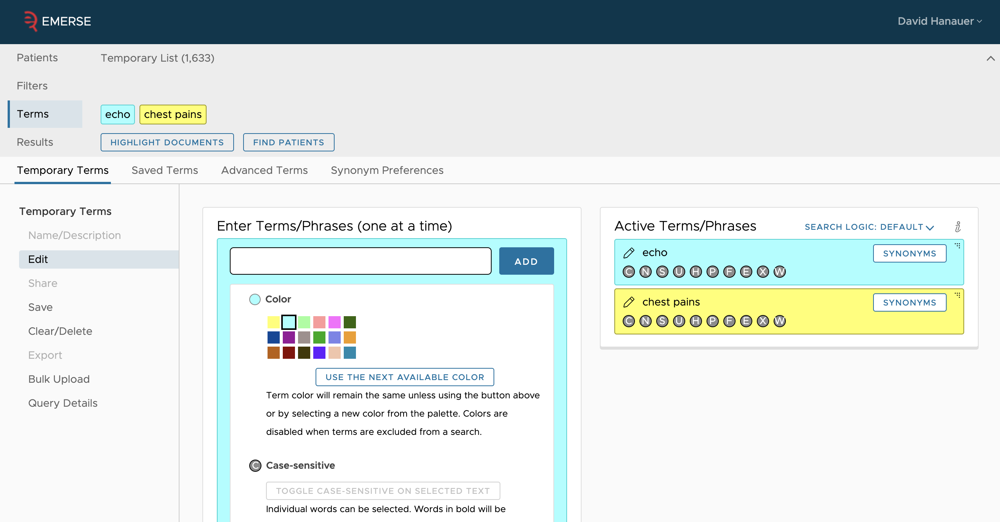 EMERSE
David Hanauer
Patients
Temporary List (1,633)
Filters
Terms
echo
chest pains
Results
HIGHLIGHT DOCUMENTS
FIND PATIENTS
Temporary Terms
Saved Terms
Advanced Terms
Synonym Preferences
Temporary Terms
Name/Description
Edit
Share
Save
Clear/Delete
Export
Bulk Upload
Query Details
Enter Terms/Phrases (one at a time)
ADD
Color
USE THE NEXT AVAILABLE COLOR
Term color will remain the same unless using the button above
or by selecting a new color from the palette. Colors are
disabled when terms are excluded from a search.
C Case-sensitive
TOGGLE CASE-SENSITIVE ON SELECTED TEXT
Individual words can be selected. Words in bold will be
Active Terms/Phrases
SEARCH LOGIC: DEFAULT
i
echo
SYNONYMS
C N S U H P F E X W
chest pains
SYNONYMS
C N S U H P F E X W